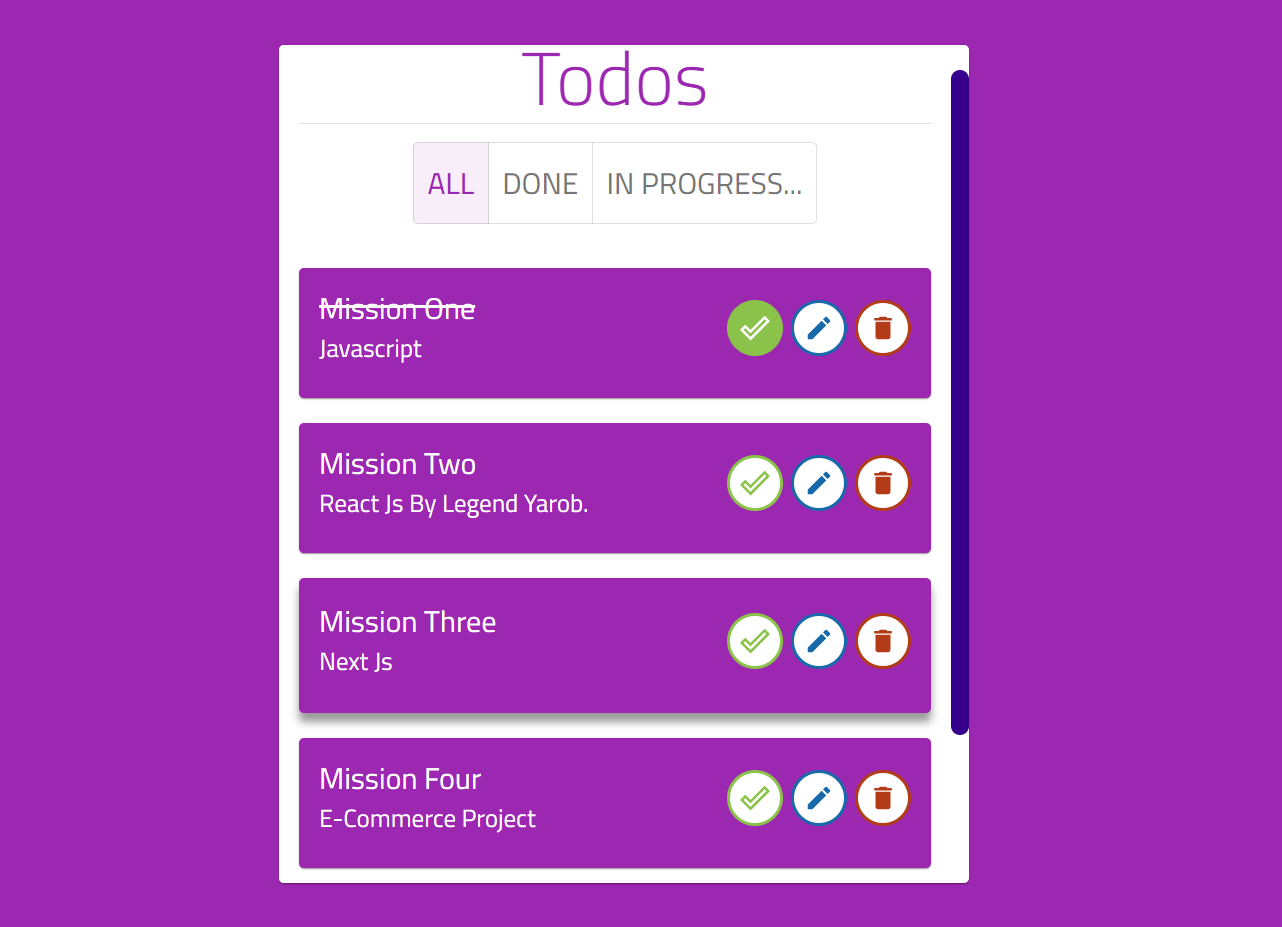 Todos
ALL DONE IN PROGRESS...
Mission One
Javascript
Mission Two
React Js By Legend Yarob.
Mission Three
Next Js
Mission Four
E-Commerce Project